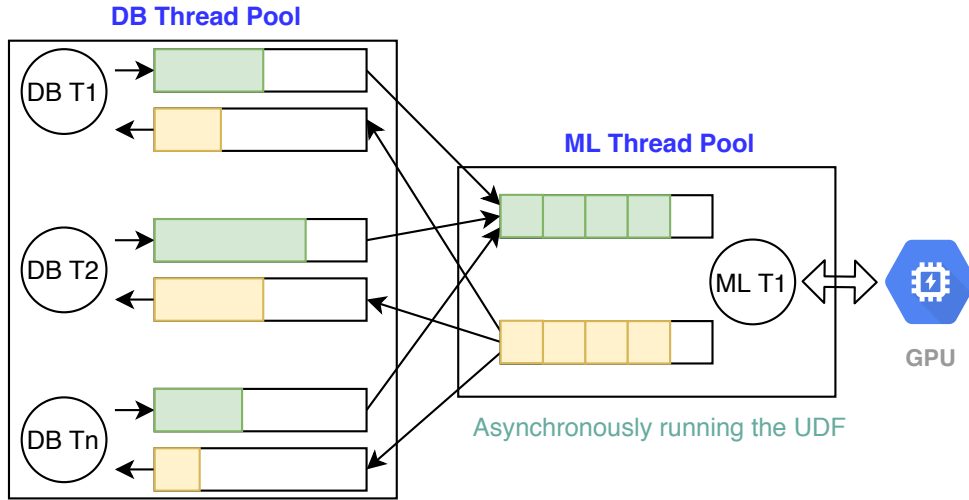 DB Thread Pool
DB T1
DB T2
DB Tn
ML Thread Pool
ML T1
GPU
Asynchronously running the UDF